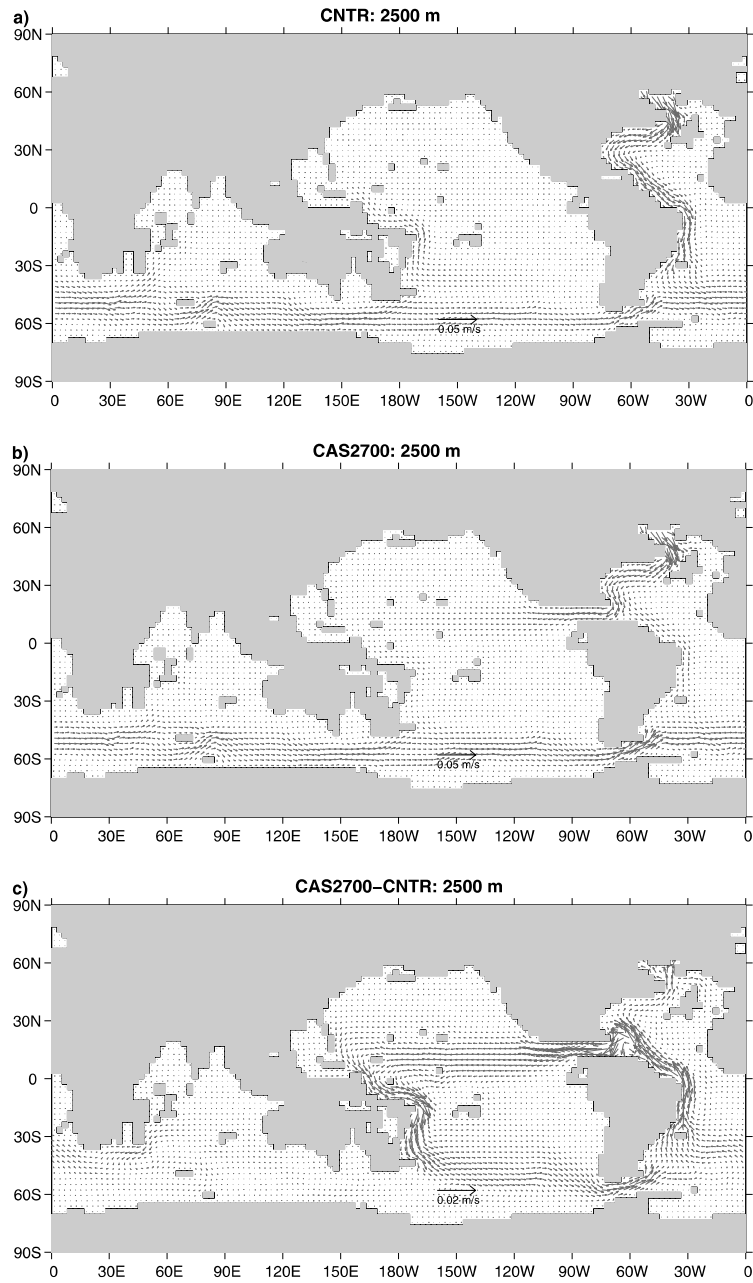 a)
CNTR: 2500 m
90N
60N
30N
0
30S
60S
90S
0.05 m/s
0 30E 60E 90E 120E 150E 180W 150W 120W 90W 60W 30W 0
b)
CAS2700: 2500 m
90N
60N
30N
0
30S
60S
90S
0.05 m/s
0 30E 60E 90E 120E 150E 180W 150W 120W 90W 60W 30W 0
c)
CAS2700−CNTR: 2500 m
90N
60N
30N
0
30S
60S
90S
0.02 m/s
0 30E 60E 90E 120E 150E 180W 150W 120W 90W 60W 30W 0